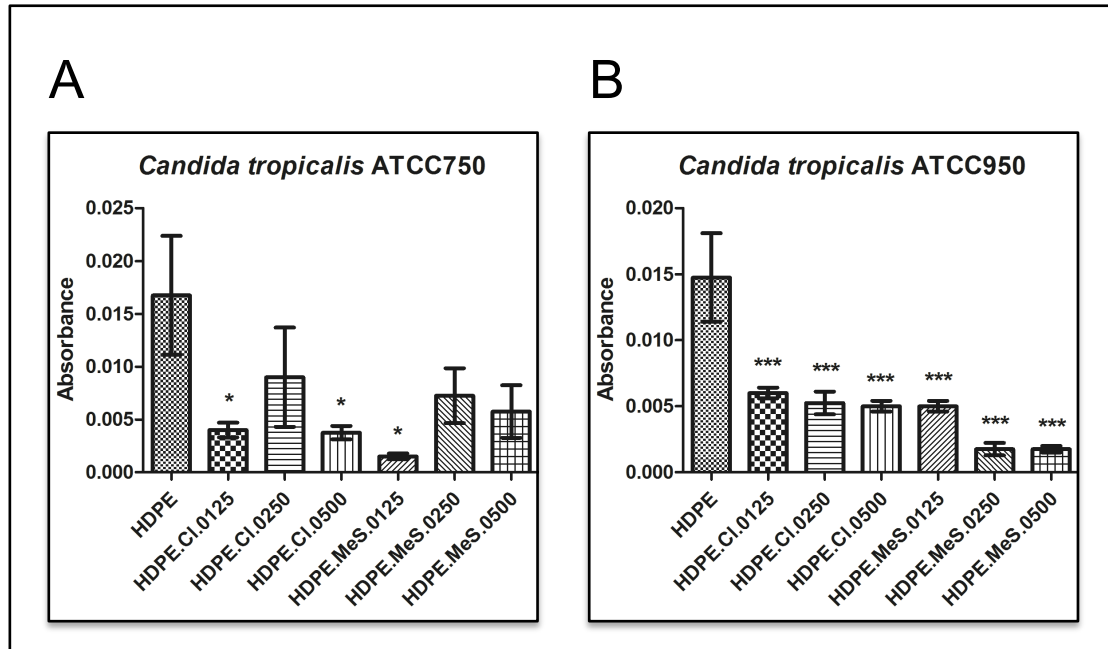 A
B
Candida tropicalis ATCC750
0.025
0.020
0.015
0.010
0.005
0.000
Absorbance
*
*
*
HDPE
HDPE.Cl.0125
HDPE.Cl.0250
HDPE.Cl.0500
HDPE.MeS.0125
HDPE.MeS.0250
HDPE.MeS.0500
Candida tropicalis ATCC950
0.020
0.015
0.010
0.005
0.000
Absorbance
***
***
***
***
***
***
HDPE
HDPE.Cl.0125
HDPE.Cl.0250
HDPE.Cl.0500
HDPE.MeS.0125
HDPE.MeS.0250
HDPE.MeS.0500